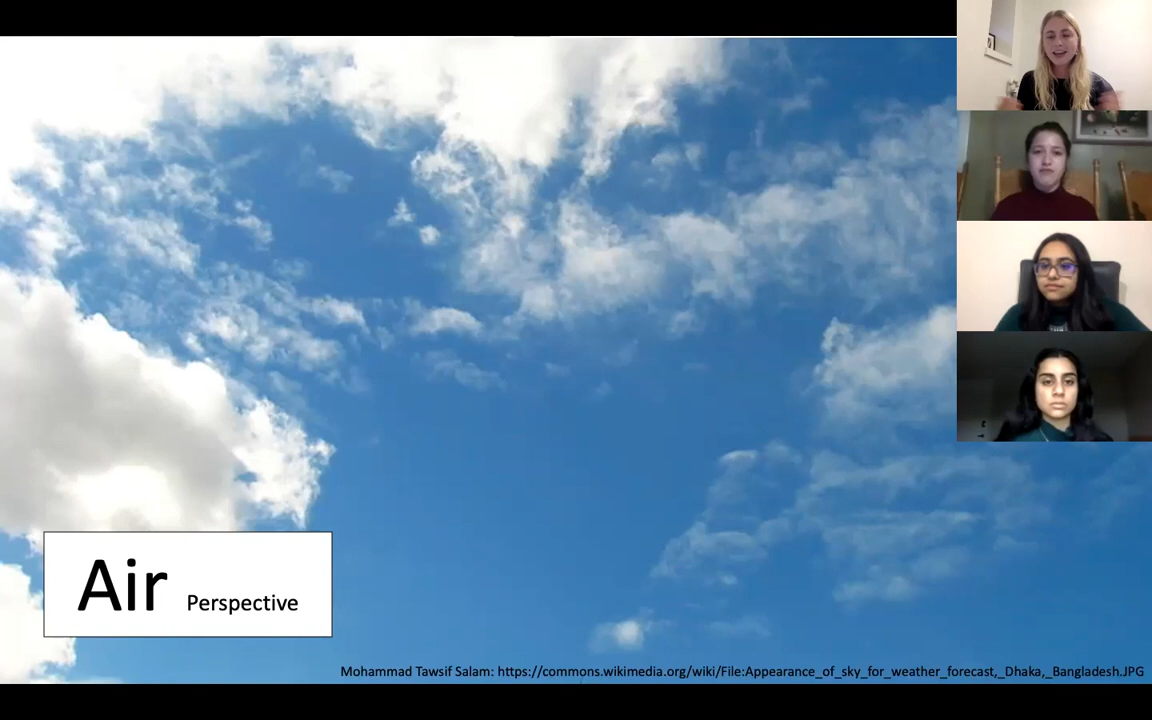 Air Perspective
Mohammad Tawsif Salam: https://commons.wikimedia.org/wiki/File:Appearance_of_sky_for_weather_forecast,_Dhaka,_Bangladesh.JPG